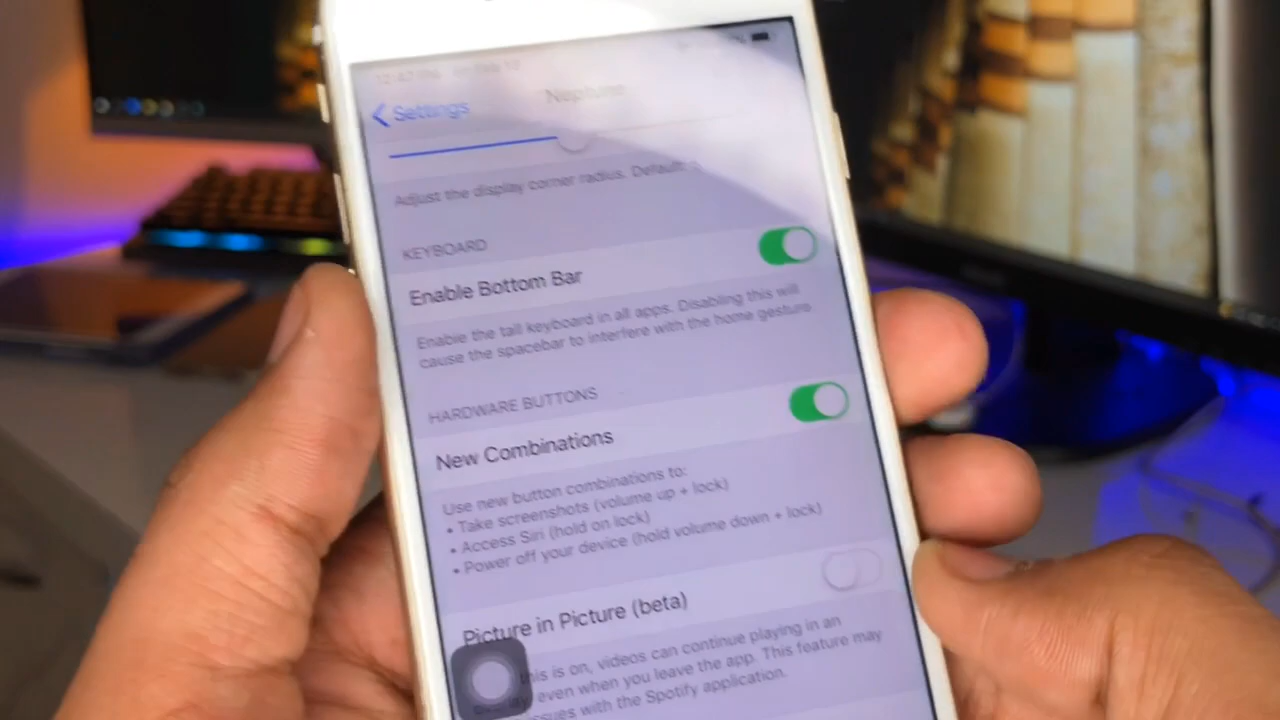 Settings
Neptune
Adjust the display corner radius. Default:
KEYBOARD
Enable Bottom Bar
Enable the tall keyboard in all apps. Disabling this will
cause the spacebar to interfere with the home gesture
HARDWARE BUTTONS
New Combinations
Use new button combinations to:
• Take screenshots (volume up + lock)
• Access Siri (hold on lock)
• Power off your device (hold volume down + lock)
Picture in Picture (beta)
this is on, videos can continue playing in an
even when you leave the app. This feature may
issues with the Spotify application.